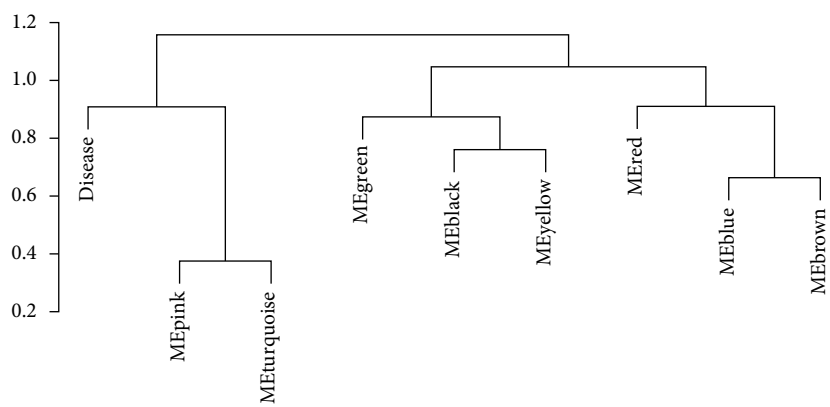 1.2
1.0
0.8
0.6
0.4
0.2
Disease
MEpink
MEturquoise
MEgreen
MEblack
MEyellow
MEred
MEblue
MEbrown